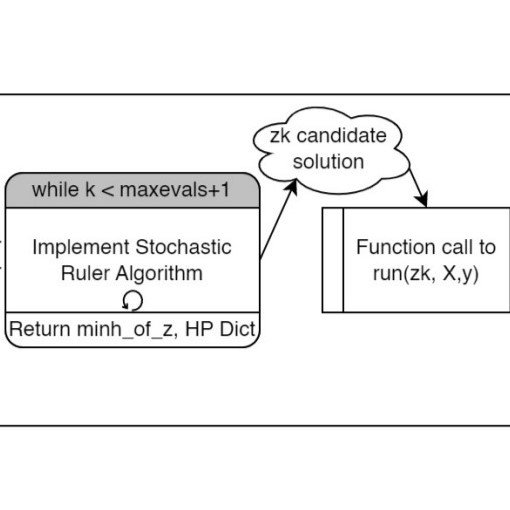 zk candidate
solution
while k < maxevals+1
Implement Stochastic
Ruler Algorithm
Return minh_of_z, HP Dict
Function call to
run(zk, X,y)